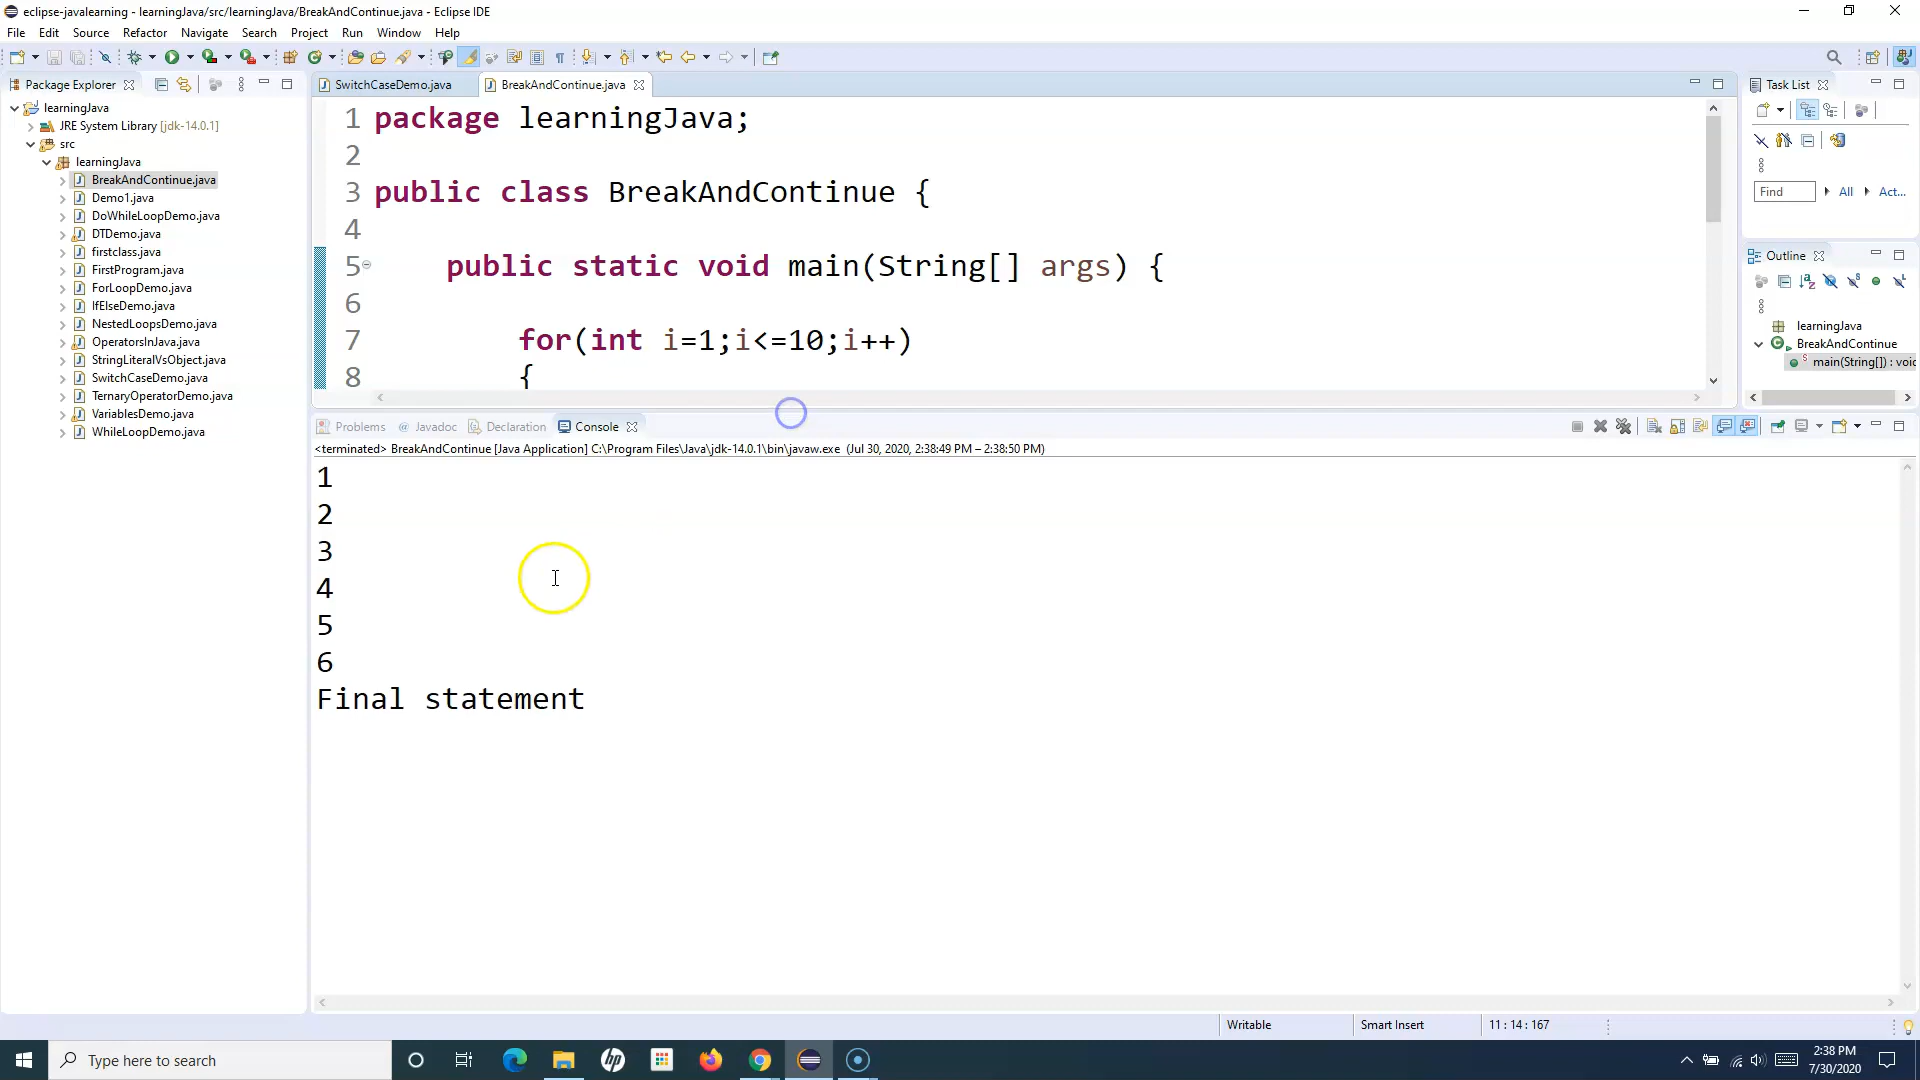 eclipse-javalearning - learningJava/src/learningJava/BreakAndContinue.java - Eclipse IDE
File Edit Source Refactor Navigate Search Project Run Window Help
Package Explorer
learningJava
JRE System Library [jdk-14.0.1]
src
learningJava
BreakAndContinue.java
Demo1.java
DoWhileLoopDemo.java
DTDemo.java
firstclass.java
FirstProgram.java
ForLoopDemo.java
IfElseDemo.java
NestedLoopsDemo.java
OperatorsInJava.java
StringLiteralVsObject.java
SwitchCaseDemo.java
TernaryOperatorDemo.java
VariablesDemo.java
WhileLoopDemo.java
SwitchCaseDemo.java BreakAndContinue.java
1 package learningJava;
2
3 public class BreakAndContinue {
4
5 public static void main(String[] args) {
6
7 for(int i=1;i<=10;i++)
8 {
Task List
Find All Act...
Outline
learningJava
BreakAndContinue
main(String[]) : voic
Problems Javadoc Declaration Console
<terminated> BreakAndContinue [Java Application] C:\Program Files\Java\jdk-14.0.1\bin\javaw.exe (Jul 30, 2020, 2:38:49 PM – 2:38:50 PM)
1
2
3
4
5
6
Final statement
Writable Smart Insert 11 : 14 : 167
Type here to search
hp
2:38 PM
7/30/2020